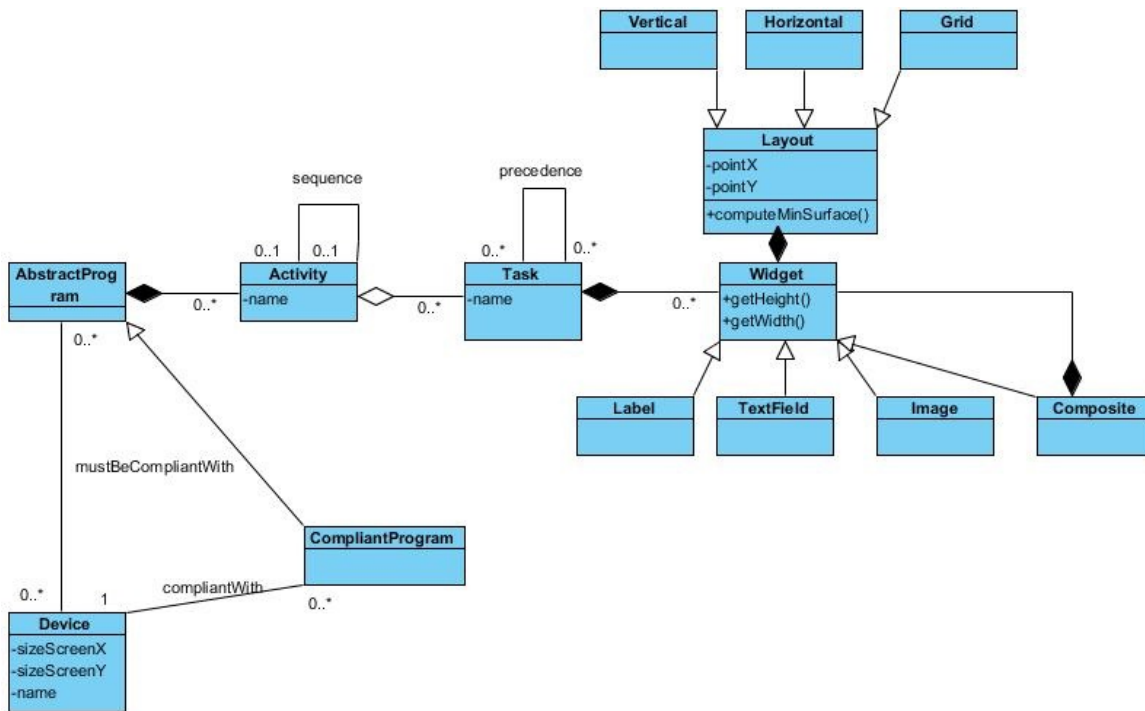 Vertical
Horizontal
Grid
Layout
-pointX
-pointY
+computeMinSurface()
sequence
precedence
0..1
0..1
0..*
0..*
AbstractProg
ram
Activity
-name
Task
-name
Widget
+getHeight()
+getWidth()
0..*
0..*
0..*
0..*
Label
TextField
Image
Composite
mustBeCompliantWith
CompliantProgram
compliantWith
0..*
1
0..*
Device
-sizeScreenX
-sizeScreenY
-name